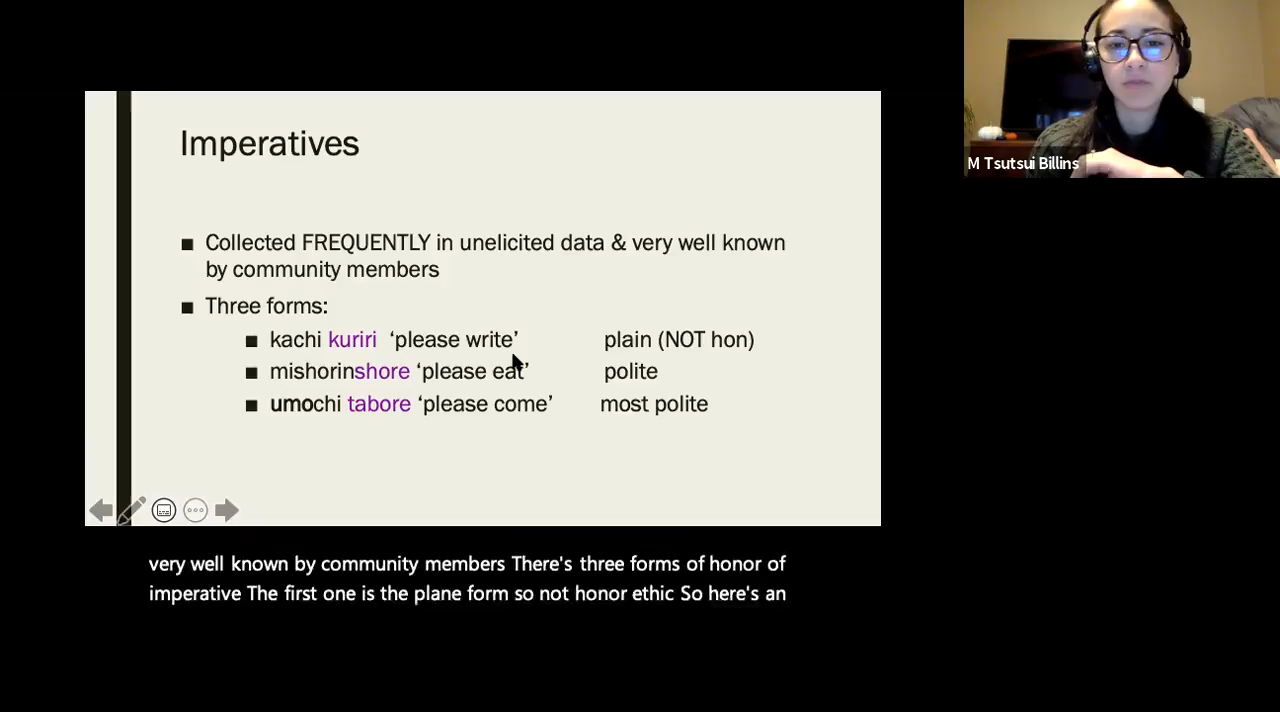 M Tsutsui Billins
Imperatives
■ Collected FREQUENTLY in unelicited data & very well known
by community members
■ Three forms:
■ kachi kuriri ‘please write’ plain (NOT hon)
■ mishorinshore ‘please eat’ polite
■ umochi tabore ‘please come’ most polite
very well known by community members There's three forms of honor of
imperative The first one is the plane form so not honor ethic So here's an